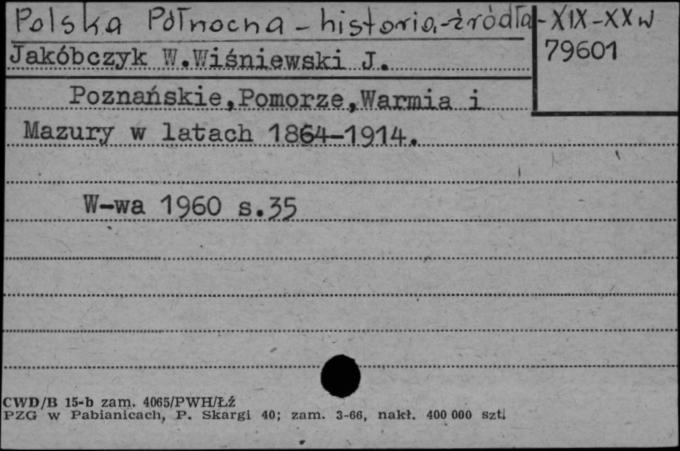 Polska Północna - historia - źródła - XIX-XXw
79601
Jakóbczyk W.Wiśniewski J.
Poznańskie,Pomorze,Warmia i
Mazury w latach 1864-1914.
W-wa 1960 s.35
CWD/B 15-b zam. 4065/PWH/ŁŹ
PZG w Pabianicach, P. Skargi 40; zam. 3-66, nakł. 400 000 szt.